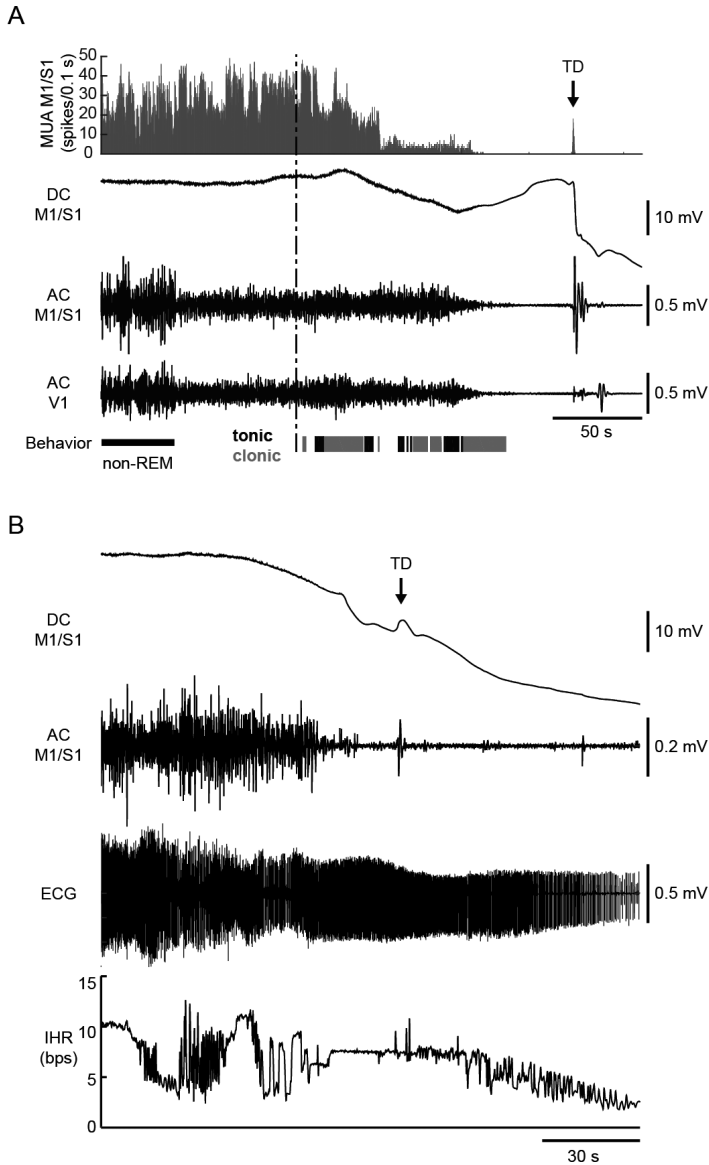 A
MUA M1/S1
(spikes/0.1 s)
50
40
30
20
10
0
TD
DC
M1/S1
10 mV
AC
M1/S1
0.5 mV
AC
V1
0.5 mV
50 s
Behavior
non-REM
tonic
clonic
B
TD
DC
M1/S1
10 mV
AC
M1/S1
0.2 mV
ECG
0.5 mV
15
10
5
0
IHR
(bps)
30 s